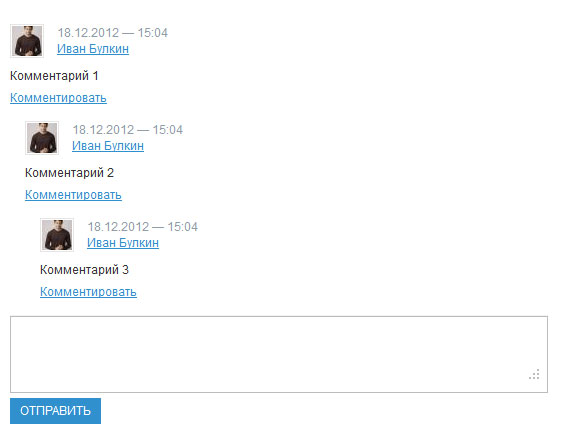 18.12.2012 — 15:04
Иван Булкин
Комментарий 1
Комментировать
18.12.2012 — 15:04
Иван Булкин
Комментарий 2
Комментировать
18.12.2012 — 15:04
Иван Булкин
Комментарий 3
Комментировать
ОТПРАВИТЬ